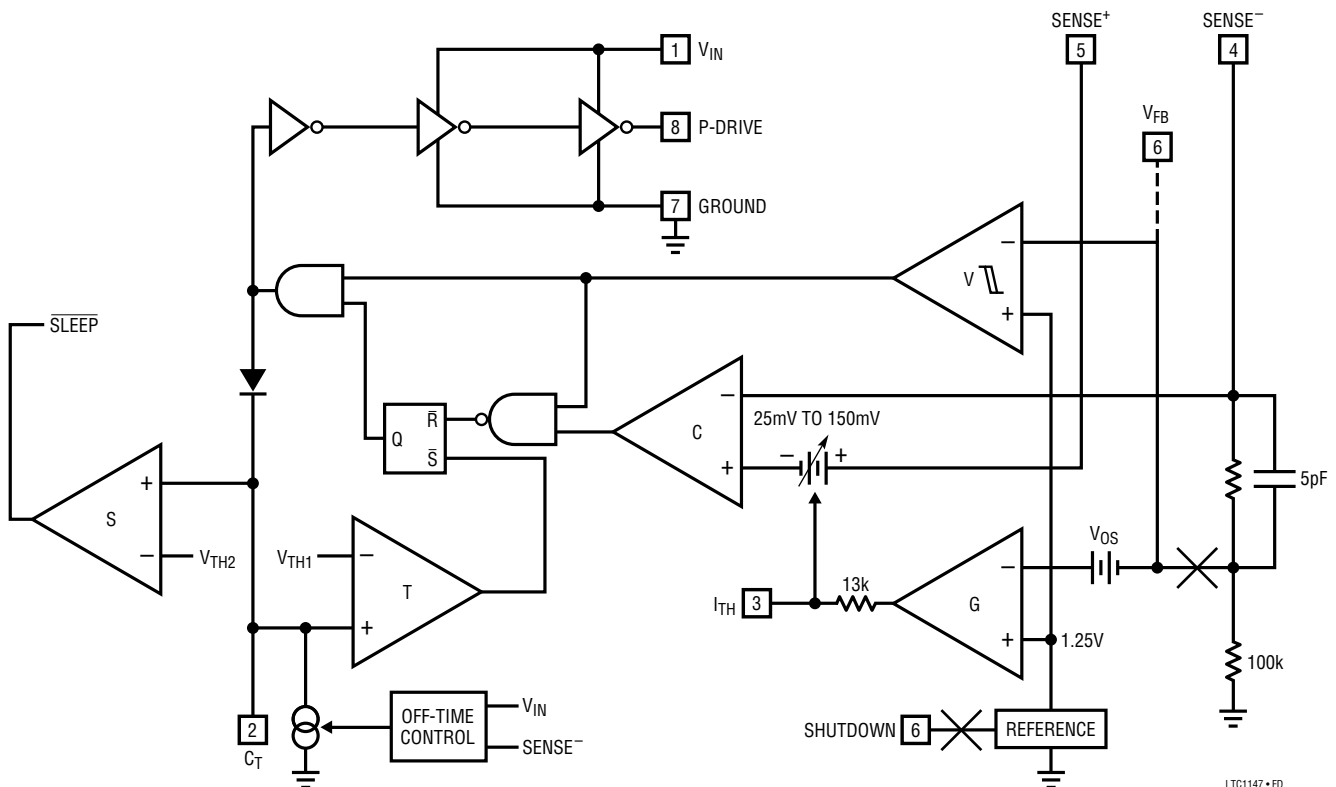 SENSE⁺
SENSE⁻
1
V_IN
5
4
8
P-DRIVE
V_FB
6
7
GROUND
−
V
+
SLEEP
R
−
25mV TO 150mV
Q
C
S
+
− +
5pF
+
S
−
V_TH2
V_TH1
−
T
+
V_OS
−
13k
I_TH
3
G
+
1.25V
100k
2
C_T
OFF-TIME
CONTROL
V_IN
SENSE⁻
SHUTDOWN
6
REFERENCE
LTC1147 • FD